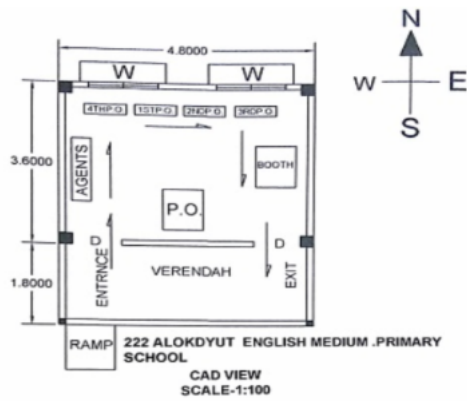 N
W E
S
4.8000
W W
4THP.O. 1STP.O. 2NDP.O. 3RDP.O.
3.6000
AGENTS
BOOTH
P.O.
D D
1.8000
ENTRNCE
VERENDAH
EXIT
RAMP
222 ALOKDYUT ENGLISH MEDIUM .PRIMARY
SCHOOL
CAD VIEW
SCALE-1:100